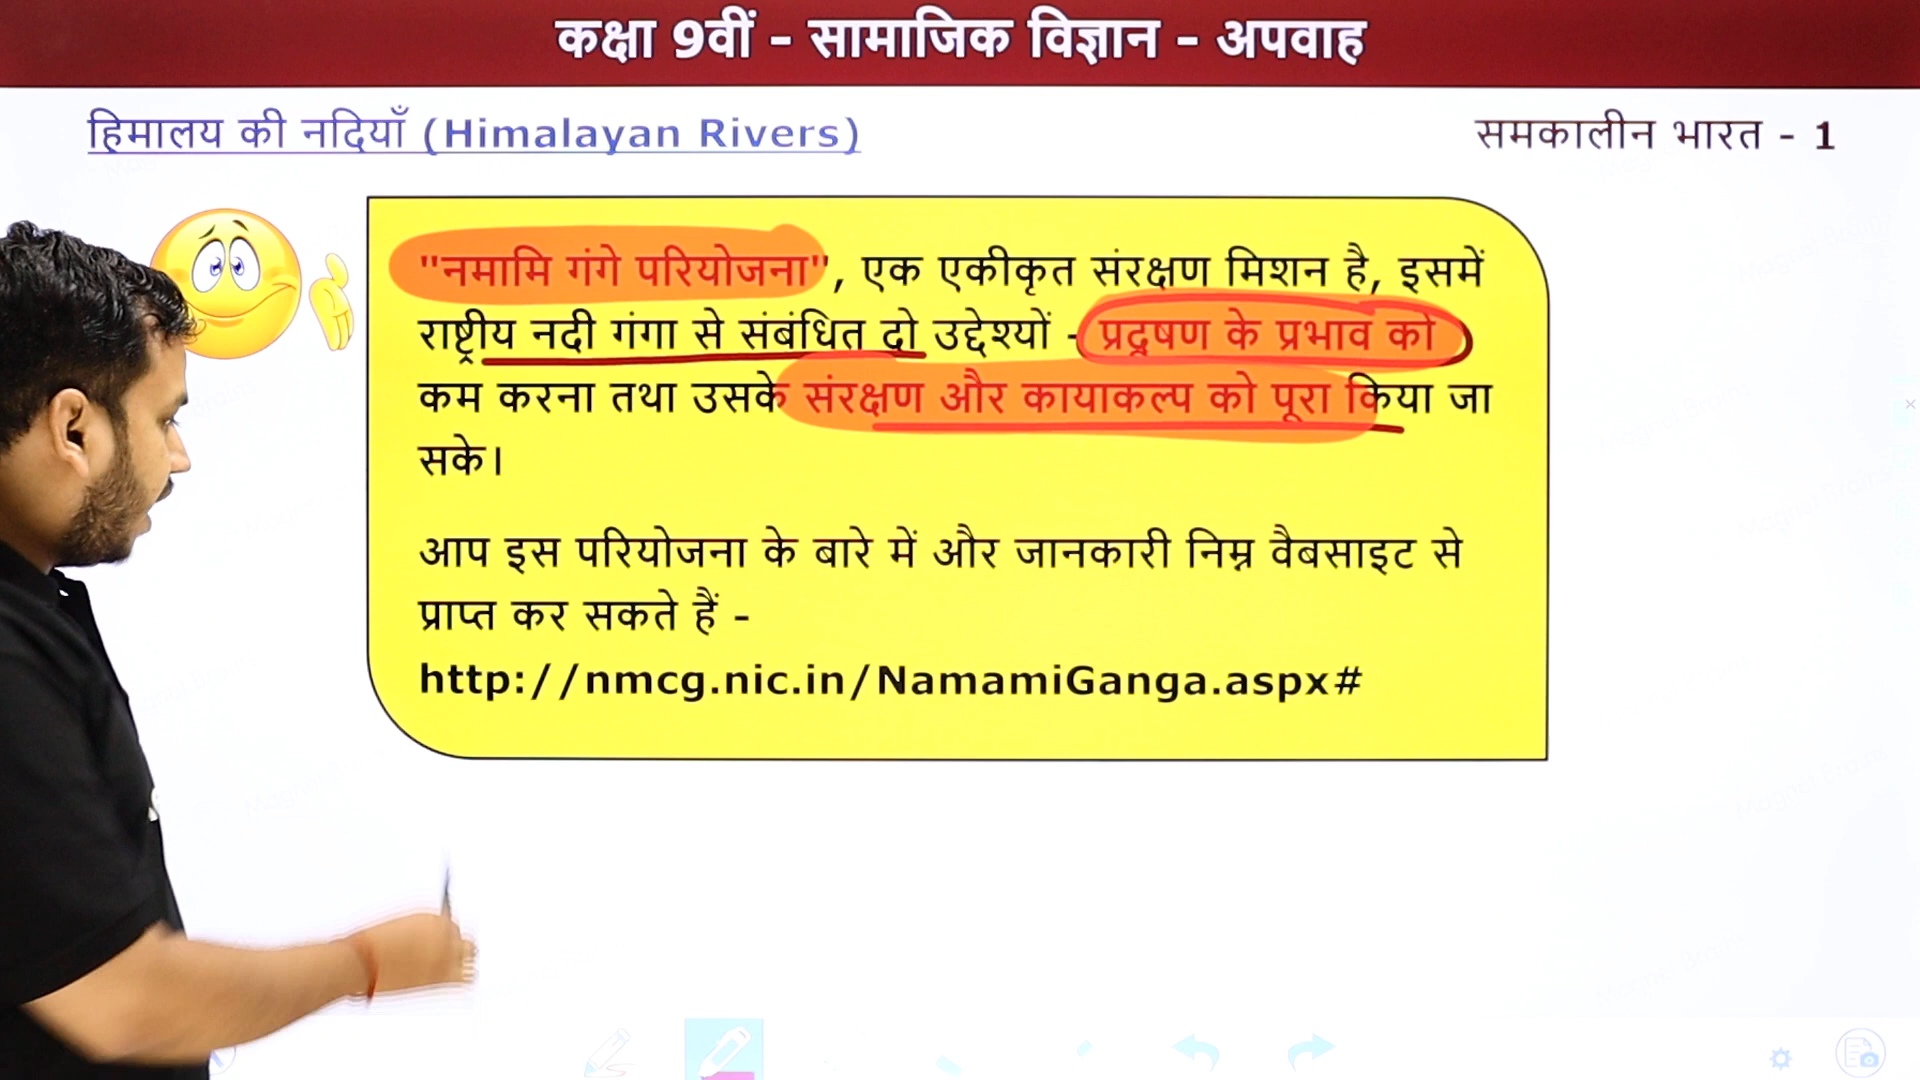 कक्षा 9वीं - सामाजिक विज्ञान - अपवाह
हिमालय की नदियाँ (Himalayan Rivers)
समकालीन भारत - 1
"नमामि गंगे परियोजना", एक एकीकृत संरक्षण मिशन है, इसमें
राष्ट्रीय नदी गंगा से संबंधित दो उद्देश्यों - प्रदूषण के प्रभाव को
कम करना तथा उसके संरक्षण और कायाकल्प को पूरा किया जा
सके।
आप इस परियोजना के बारे में और जानकारी निम्न वैबसाइट से
प्राप्त कर सकते हैं -
http://nmcg.nic.in/NamamiGanga.aspx#